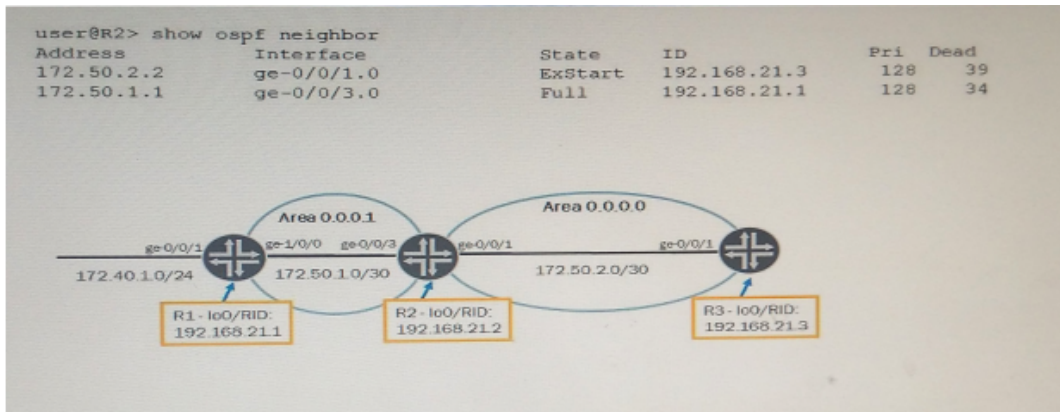 user@R2> show ospf neighbor
Address Interface State ID Pri Dead
172.50.2.2 ge-0/0/1.0 ExStart 192.168.21.3 128 39
172.50.1.1 ge-0/0/3.0 Full 192.168.21.1 128 34
Area 0.0.0.1
Area 0.0.0.0
ge-0/0/1 ge-1/0/0 ge-0/0/3 ge-0/0/1 ge-0/0/1
172.40.1.0/24 172.50.1.0/30 172.50.2.0/30
R1 - lo0/RID:
192.168.21.1
R2 - lo0/RID:
192.168.21.2
R3 - lo0/RID:
192.168.21.3